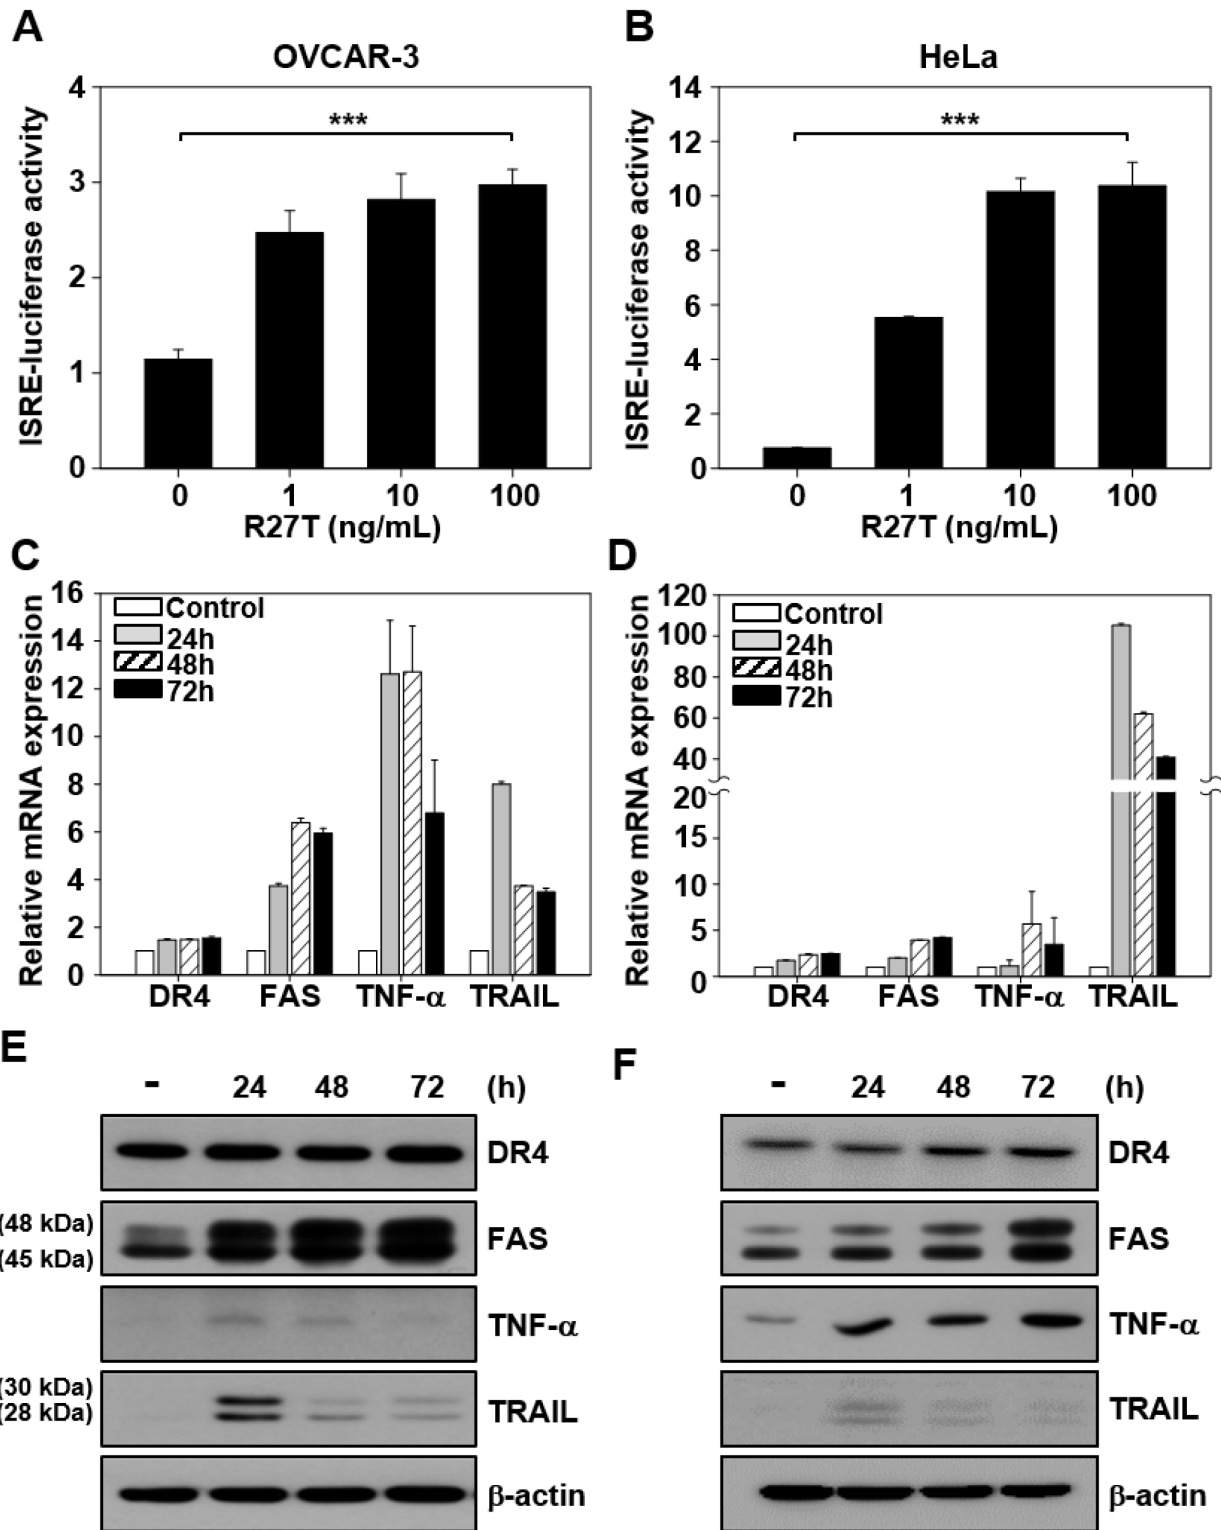 A
OVCAR-3
ISRE-luciferase activity
4
3
2
1
0
***
0 1 10 100
R27T (ng/mL)
B
HeLa
ISRE-luciferase activity
14
12
10
8
6
4
2
0
***
0 1 10 100
R27T (ng/mL)
C
Relative mRNA expression
16
14
12
10
8
6
4
2
0
Control
24h
48h
72h
DR4 FAS TNF-α TRAIL
D
Relative mRNA expression
120
100
80
60
40
20
15
10
5
0
Control
24h
48h
72h
DR4 FAS TNF-α TRAIL
E
- 24 48 72 (h)
DR4
(48 kDa)
(45 kDa)
FAS
TNF-α
(30 kDa)
(28 kDa)
TRAIL
β-actin
F
- 24 48 72 (h)
DR4
FAS
TNF-α
TRAIL
β-actin